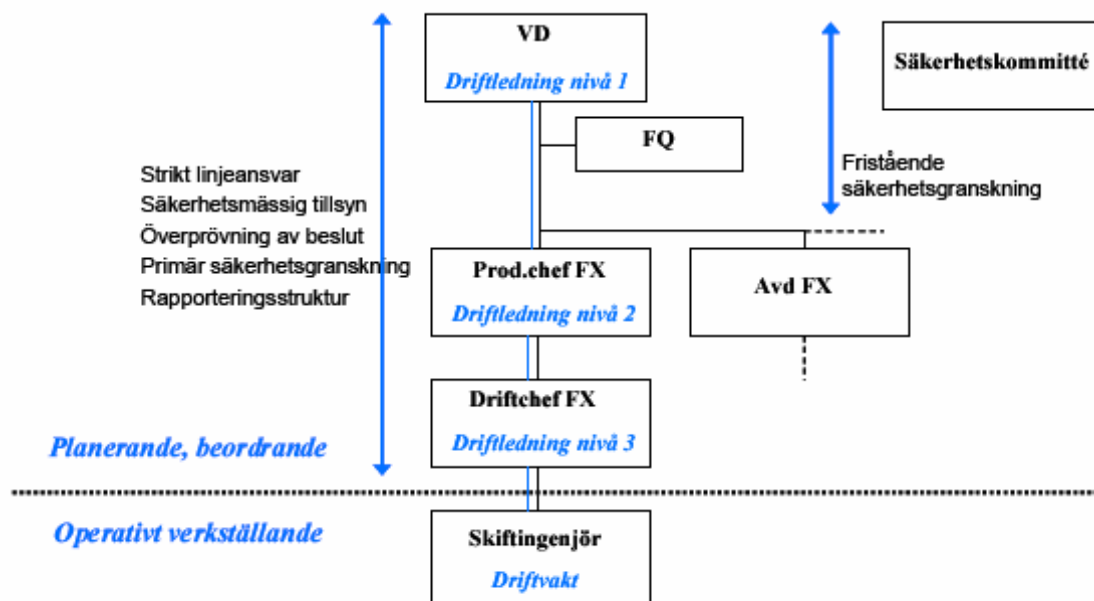 VD
Driftledning nivå 1
Säkerhetskommitté
FQ
Strikt linjeansvar
Säkerhetsmässig tillsyn
Överprövning av beslut
Primär säkerhetsgranskning
Rapporteringsstruktur
Fristående
säkerhetsgranskning
Prod.chef FX
Driftledning nivå 2
Avd FX
Driftchef FX
Driftledning nivå 3
Planerande, beordrande
Operativt verkställande
Skiftingenjör
Driftvakt